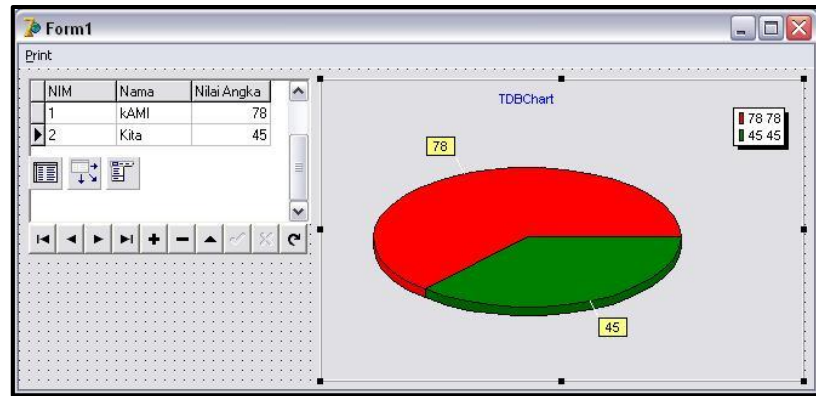 Form1
Print
NIM Nama Nilai Angka
1 kAMI 78
2 Kita 45
TDBChart
78 78
45 45
78
45